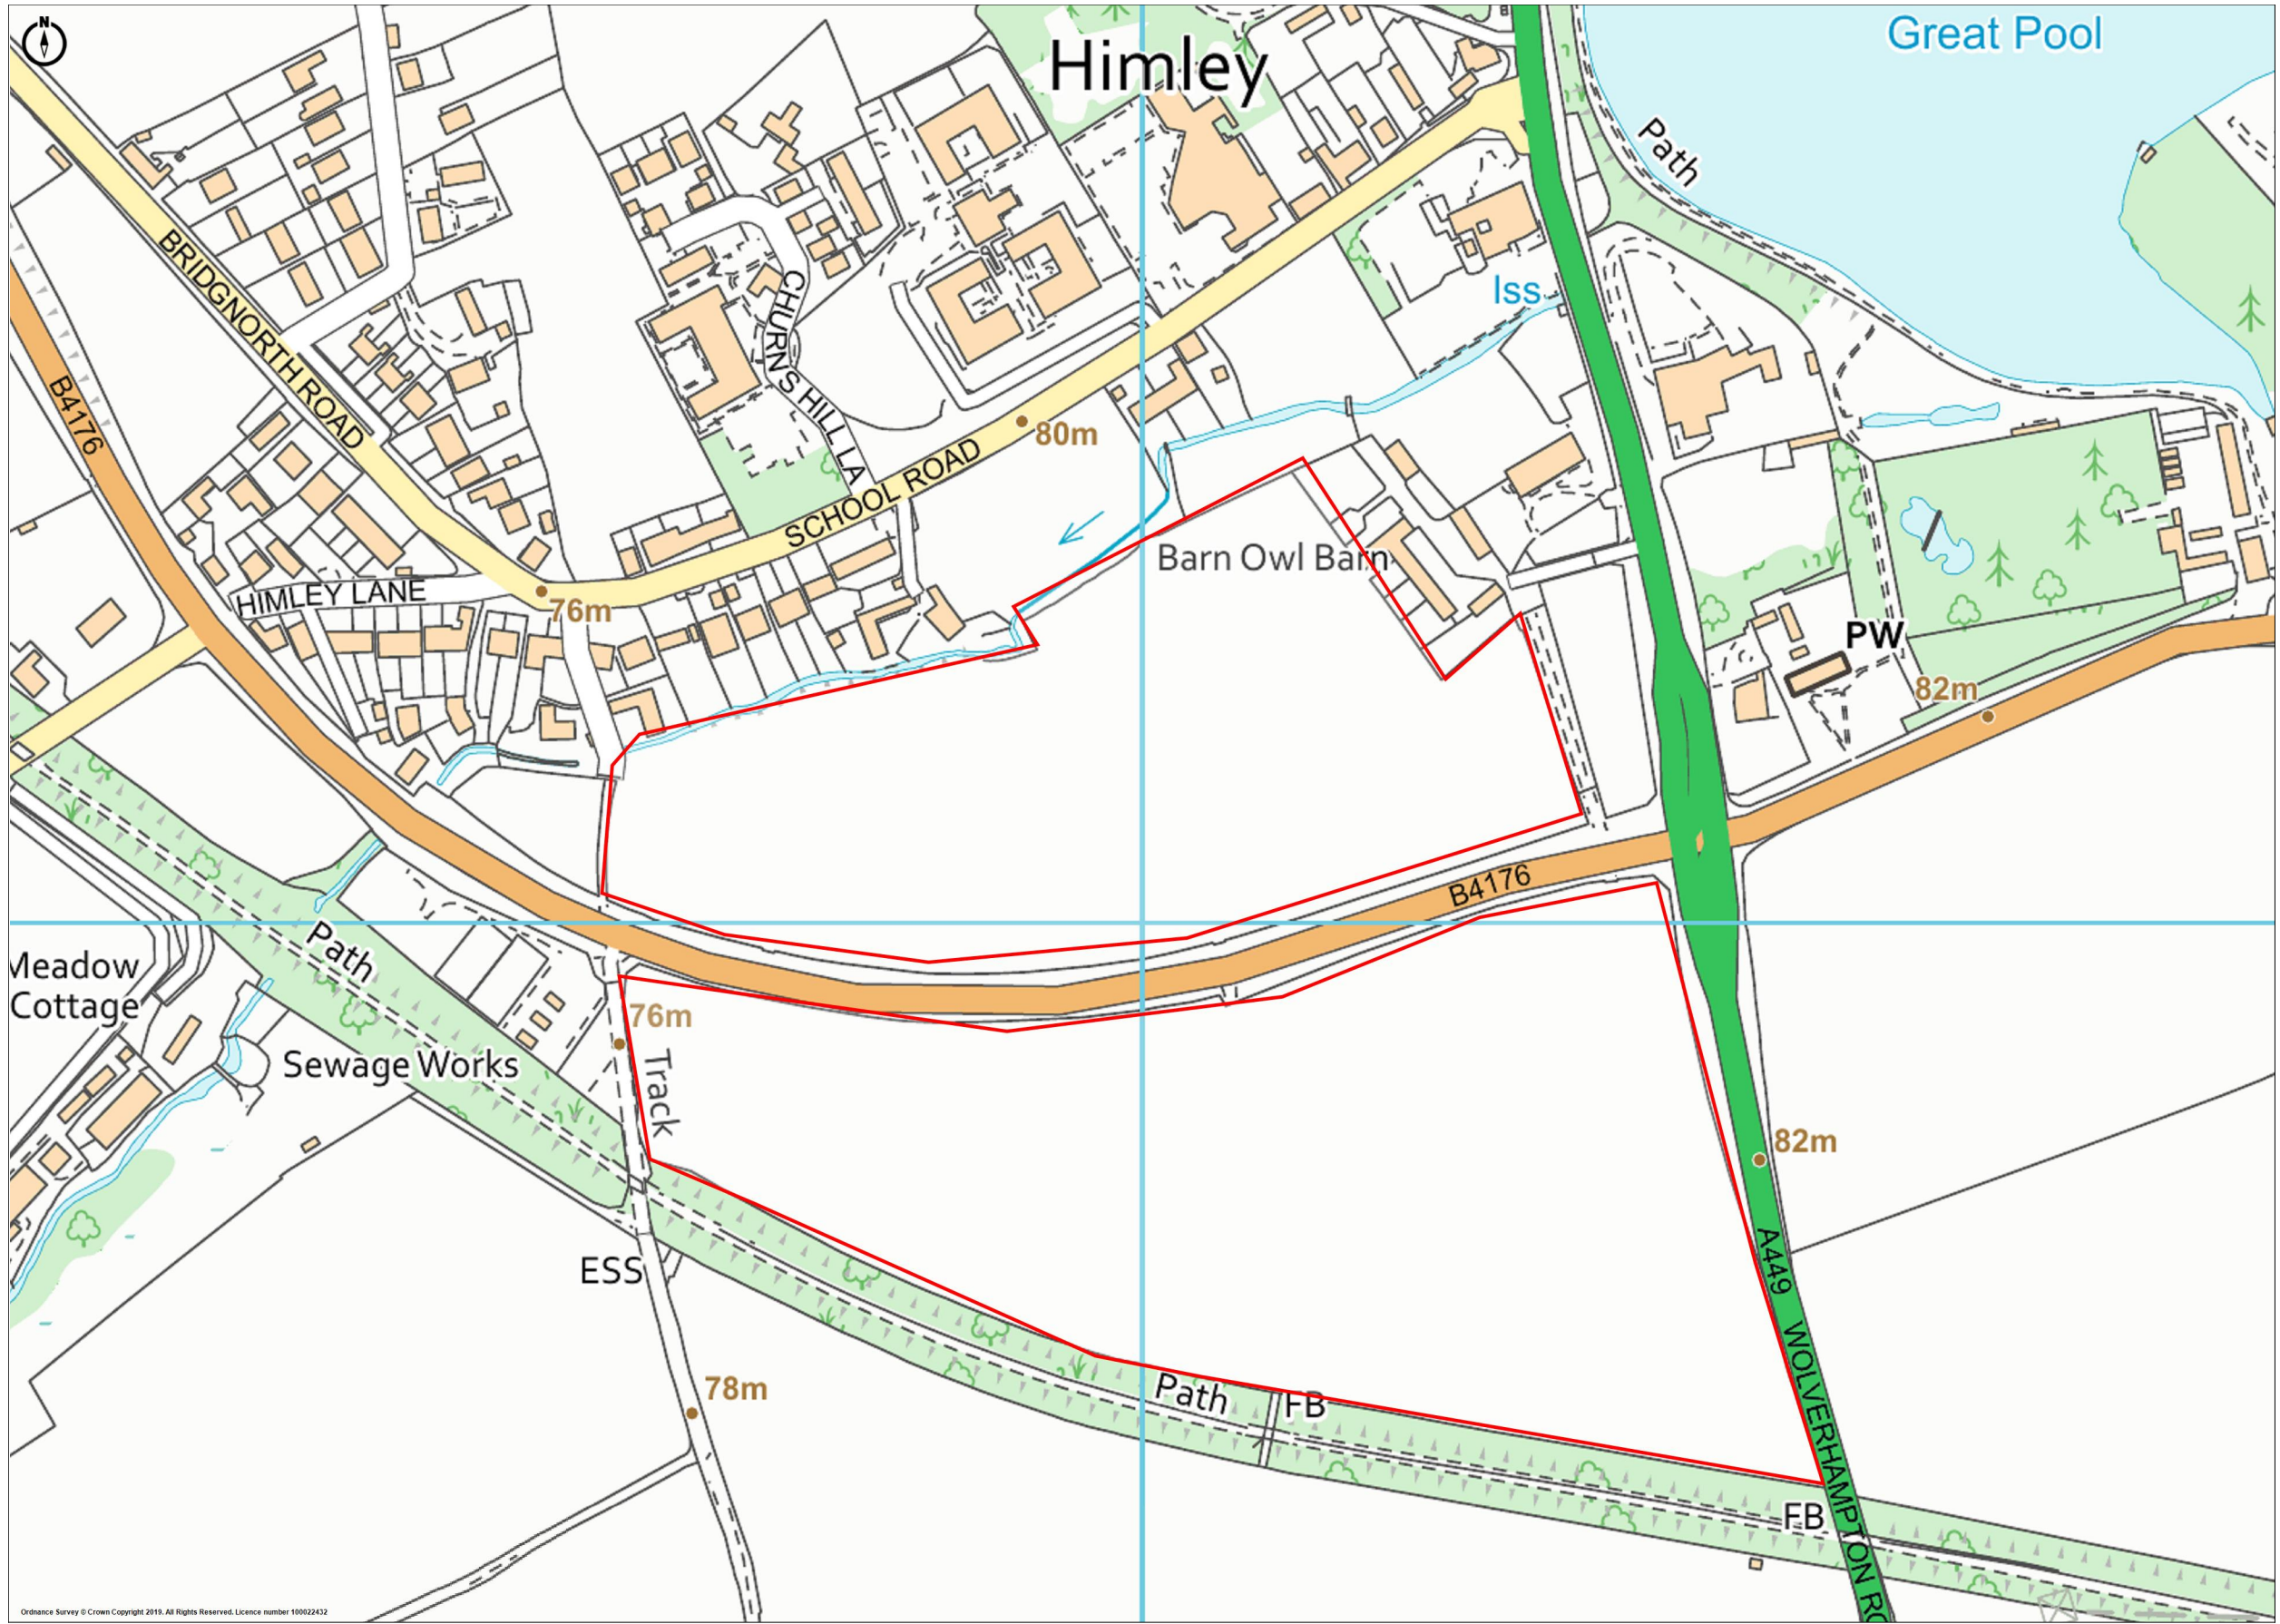 N
Himley
Great Pool
Path
BRIDGNORTH ROAD
CHURNS HILL LA
Iss
B4176
80m
SCHOOL ROAD
Barn Owl Barn
HIMLEY LANE
76m
PW
82m
B4176
Path
Meadow
Cottage
76m
Sewage Works
Track
82m
A449 WOLVERHAMPTON RO
ESS
78m
Path
FB
FB
Ordnance Survey © Crown Copyright 2019. All Rights Reserved. Licence number 100022432